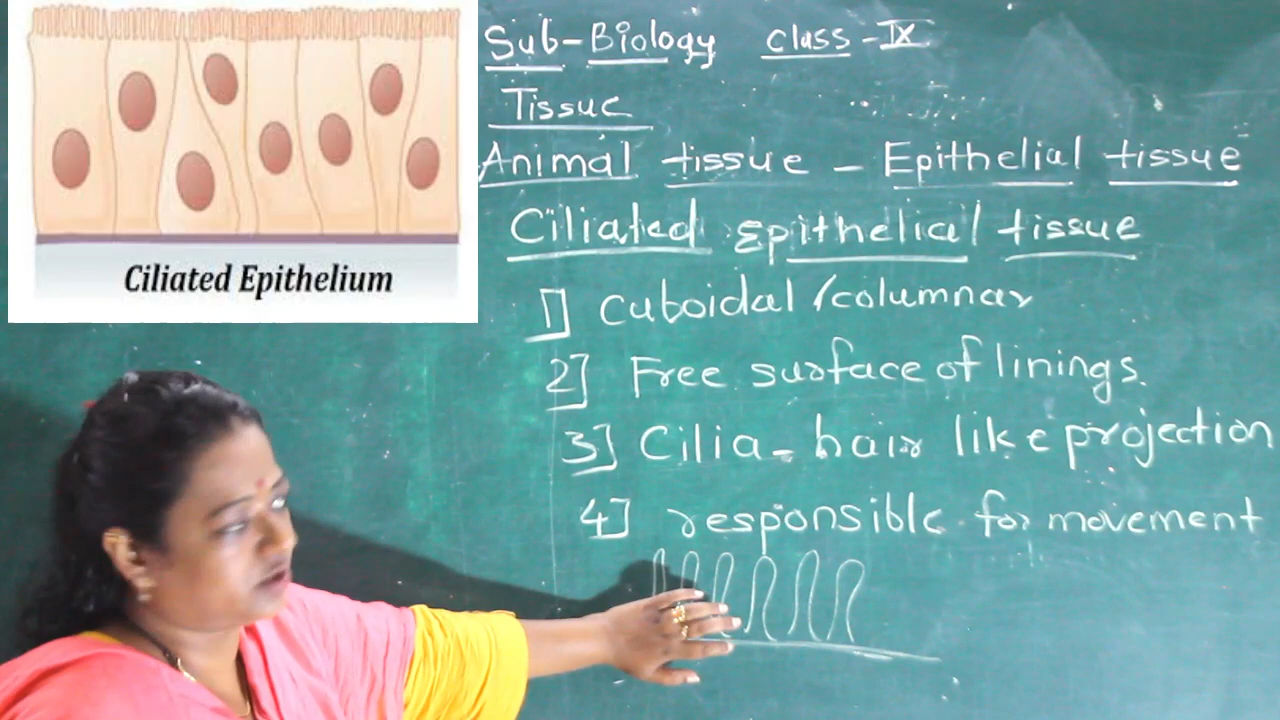 Ciliated Epithelium
Sub-Biology class-IX
Tissue
Animal tissue - Epithelial tissue
Ciliated epithelial tissue
1] Cuboidal/columnar
2] Free surface of linings.
3] Cilia - hair like projection
4] responsible for movement